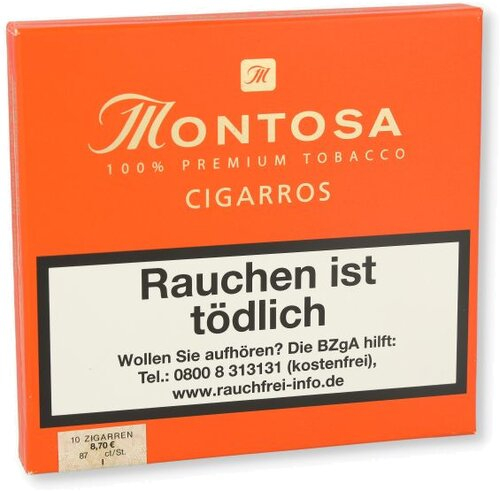 M
MONTOSA
100% PREMIUM TOBACCO
CIGARROS
Rauchen ist
tödlich
Wollen Sie aufhören? Die BZgA hilft:
Tel.: 0800 8 313131 (kostenfrei),
www.rauchfrei-info.de
10 ZIGARREN
8,70 €
87 ct/St.
I